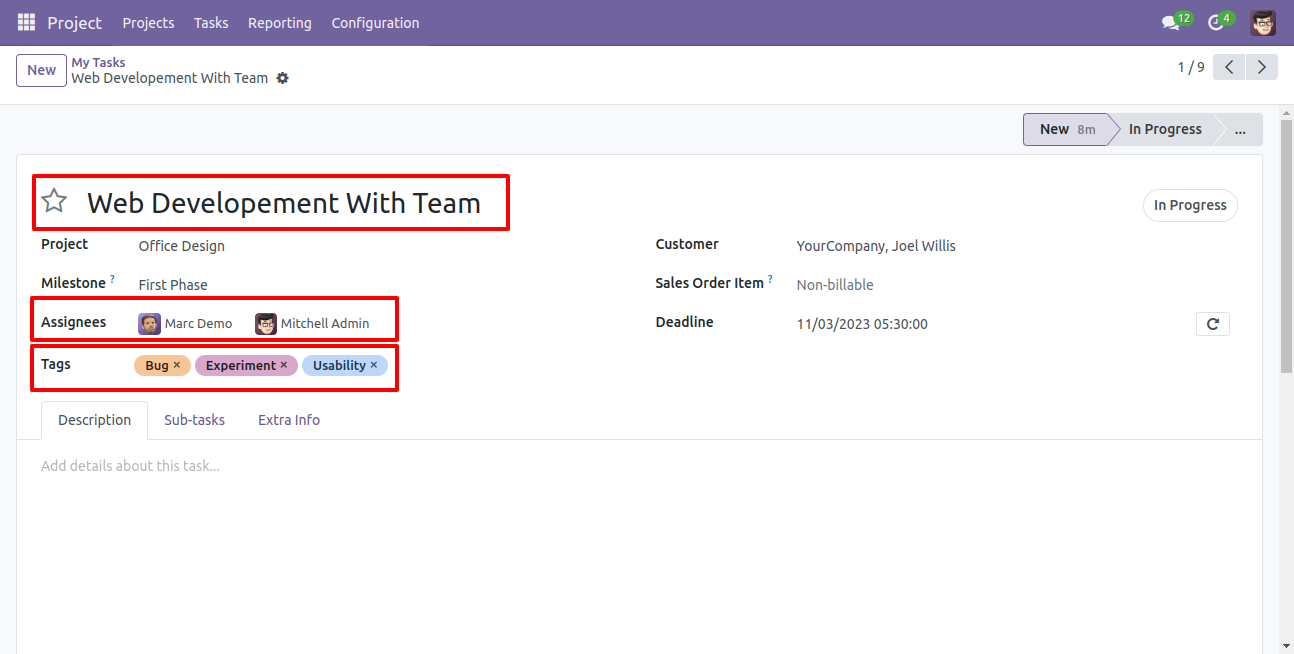 Project Projects Tasks Reporting Configuration 12 4
New My Tasks
Web Developement With Team 1 / 9
New 8m In Progress ...
Web Developement With Team In Progress
Project Office Design Customer YourCompany, Joel Willis
Milestone ? First Phase Sales Order Item ? Non-billable
Assignees Marc Demo Mitchell Admin Deadline 11/03/2023 05:30:00
Tags Bug × Experiment × Usability ×
Description Sub-tasks Extra Info
Add details about this task...